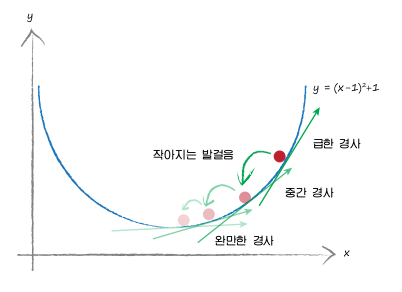 y
y = (x-1)²+1
급한 경사
작아지는 발걸음
중간 경사
완만한 경사
x